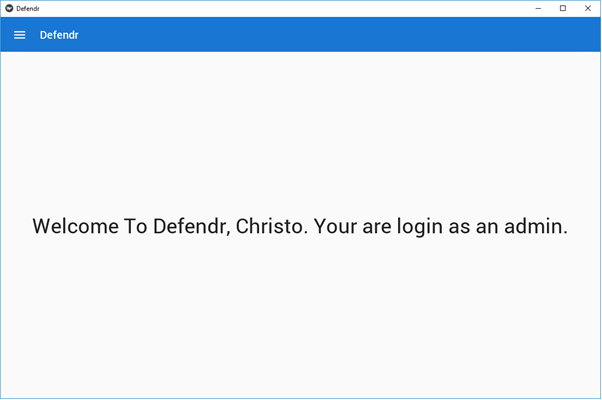 Defendr
Defendr
Welcome To Defendr, Christo. Your are login as an admin.